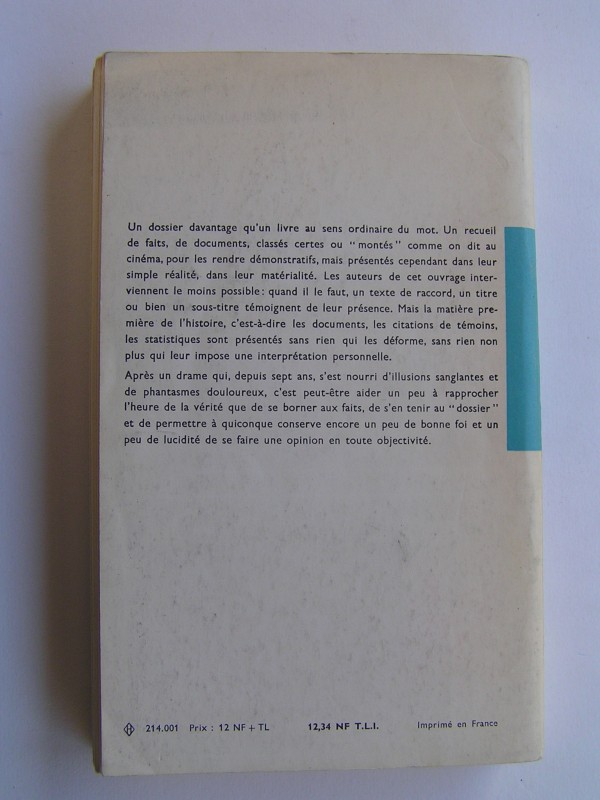 Un dossier davantage qu'un livre au sens ordinaire du mot. Un recueil
de faits, de documents, classés certes ou "montés" comme on dit au
cinéma, pour les rendre démonstratifs, mais présentés cependant dans leur
simple réalité, dans leur matérialité. Les auteurs de cet ouvrage inter-
viennent le moins possible: quand il le faut, un texte de raccord, un titre
ou bien un sous-titre témoignent de leur présence. Mais la matière pre-
mière de l'histoire, c'est-à-dire les documents, les citations de témoins,
les statistiques sont présentés sans rien qui les déforme, sans rien non
plus qui leur impose une interprétation personnelle.
Après un drame qui, depuis sept ans, s'est nourri d'illusions sanglantes et
de phantasmes douloureux, c'est peut-être aider un peu à rapprocher
l'heure de la vérité que de se borner aux faits, de s'en tenir au "dossier"
et de permettre à quiconque conserve encore un peu de bonne foi et un
peu de lucidité de se faire une opinion en toute objectivité.
214.001 Prix : 12 NF + TL 12,34 NF T.L.I. Imprimé en France